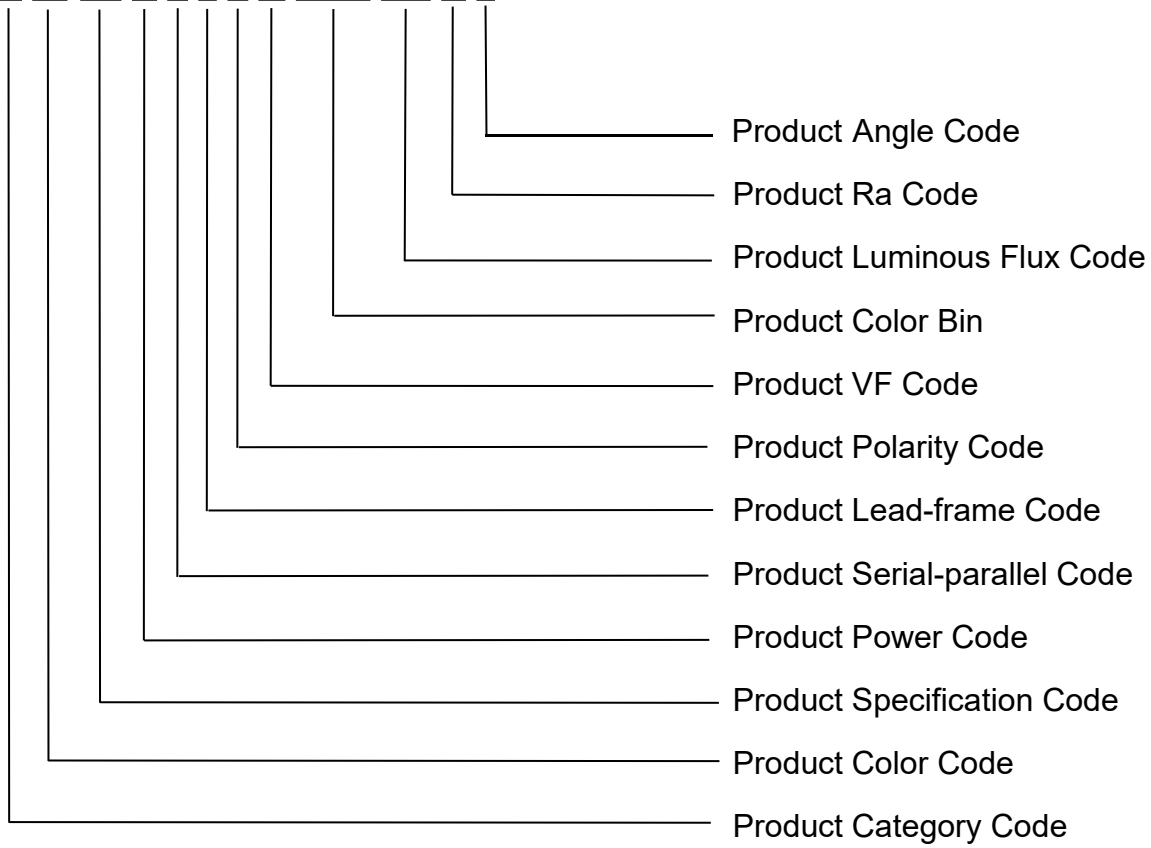 Product Angle Code
Product Ra Code
Product Luminous Flux Code
Product Color Bin
Product VF Code
Product Polarity Code
Product Lead-frame Code
Product Serial-parallel Code
Product Power Code
Product Specification Code
Product Color Code
Product Category Code